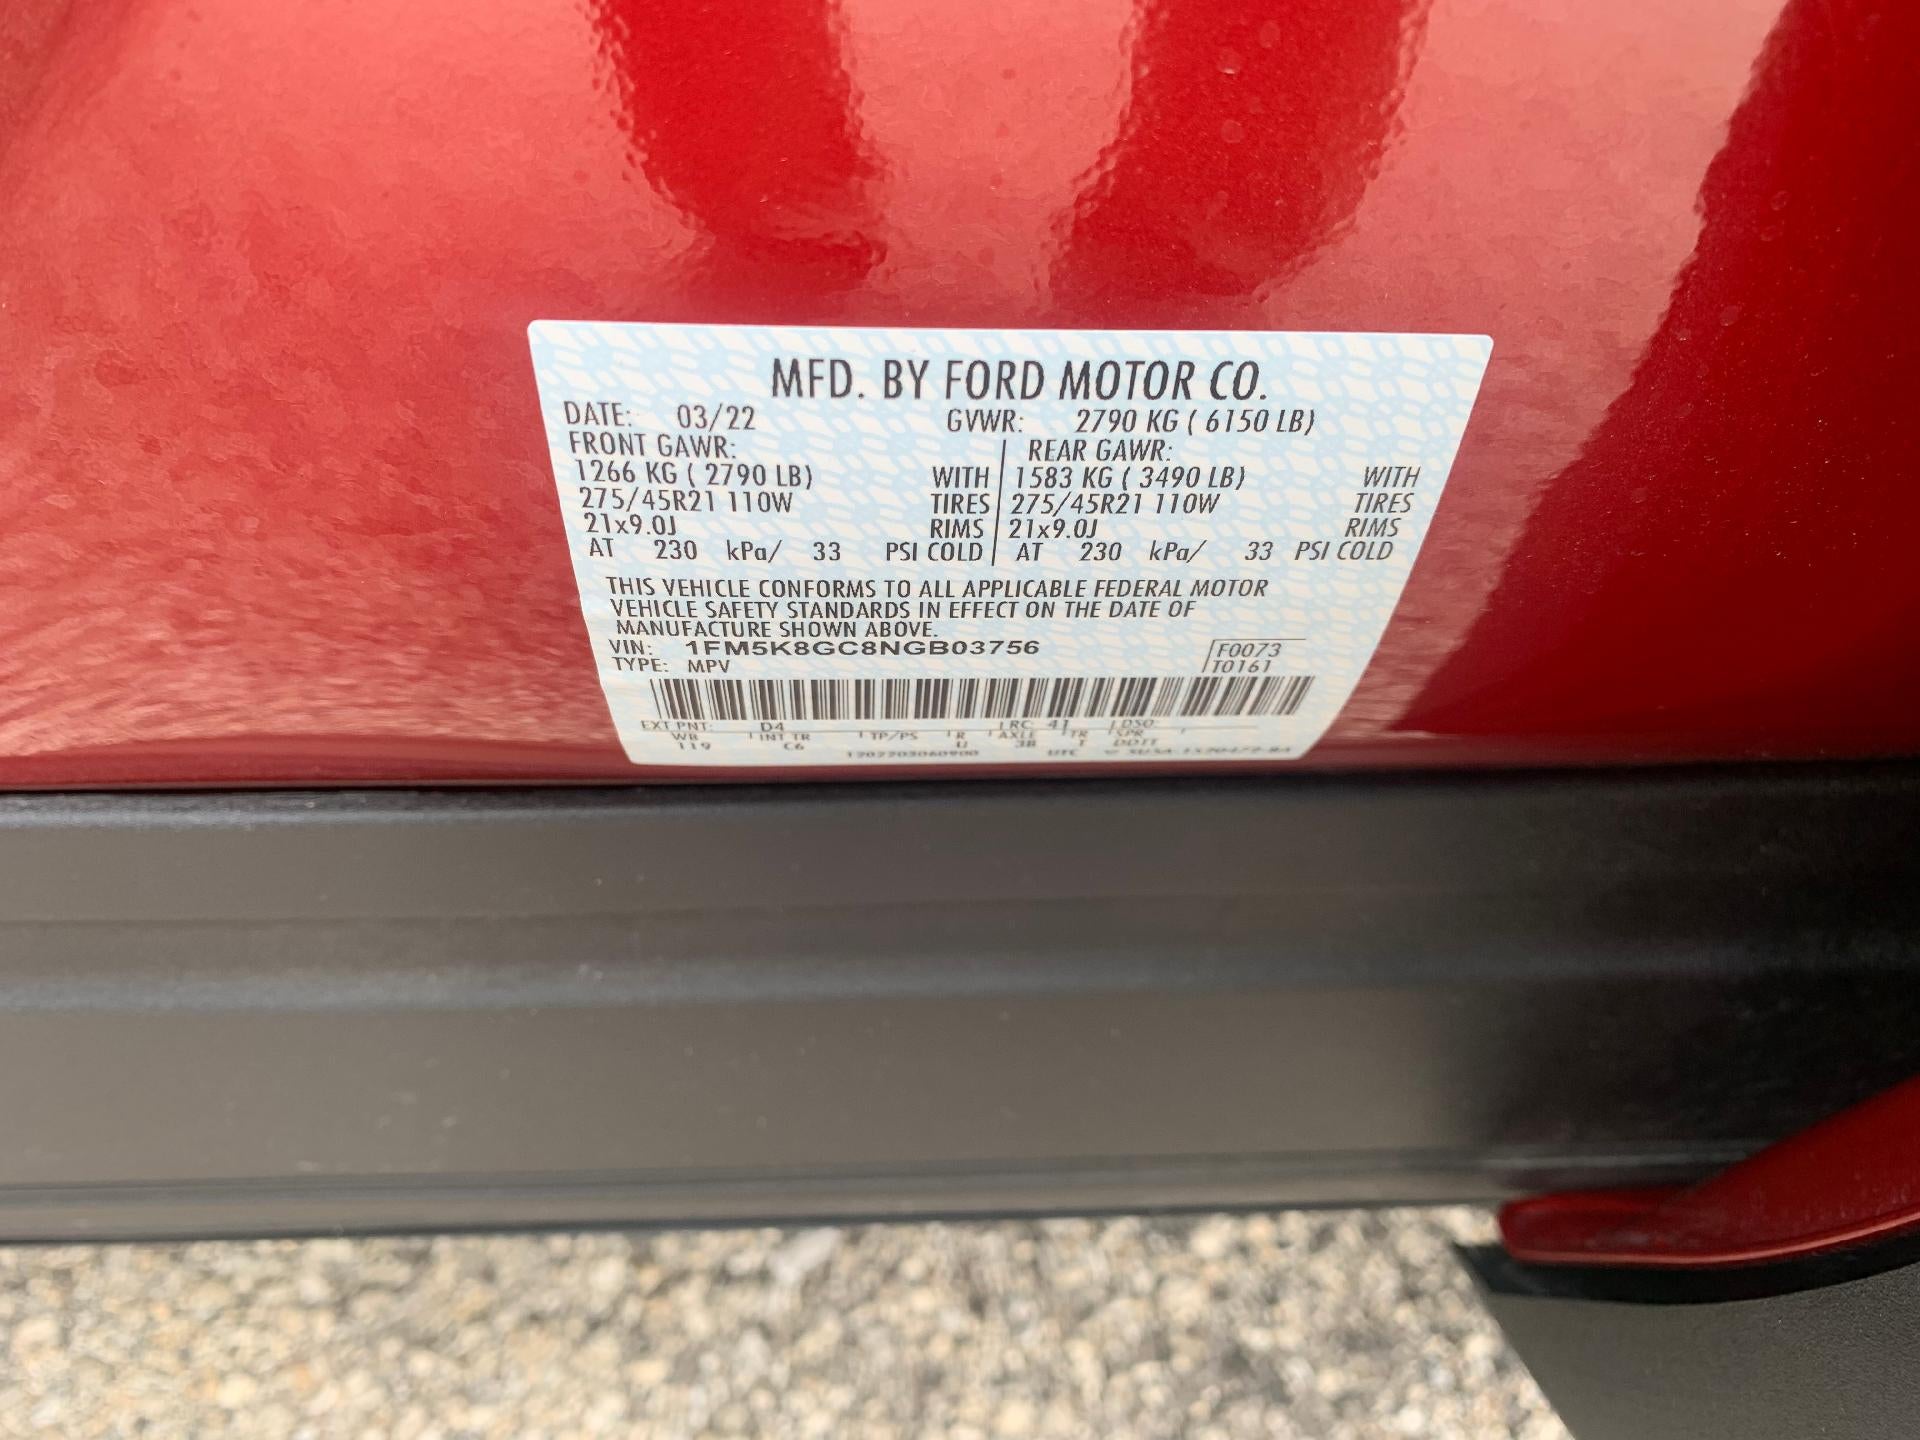 MFD. BY FORD MOTOR CO.
DATE: 03/22 GVWR: 2790 KG ( 6150 LB)
FRONT GAWR: REAR GAWR:
1266 KG ( 2790 LB) WITH 1583 KG ( 3490 LB) WITH
275/45R21 110W TIRES 275/45R21 110W TIRES
21x9.0J RIMS 21x9.0J RIMS
AT 230 kPa/ 33 PSI COLD AT 230 kPa/ 33 PSI COLD
THIS VEHICLE CONFORMS TO ALL APPLICABLE FEDERAL MOTOR
VEHICLE SAFETY STANDARDS IN EFFECT ON THE DATE OF
MANUFACTURE SHOWN ABOVE.
VIN: 1FM5K8GC8NGB03756 F0073
TYPE: MPV T0161
EXT PNT: D4 RC: 41 DSO:
WB INT TR TP/PS R AXLE TR SPR
119 C6 U 3B T
UTC